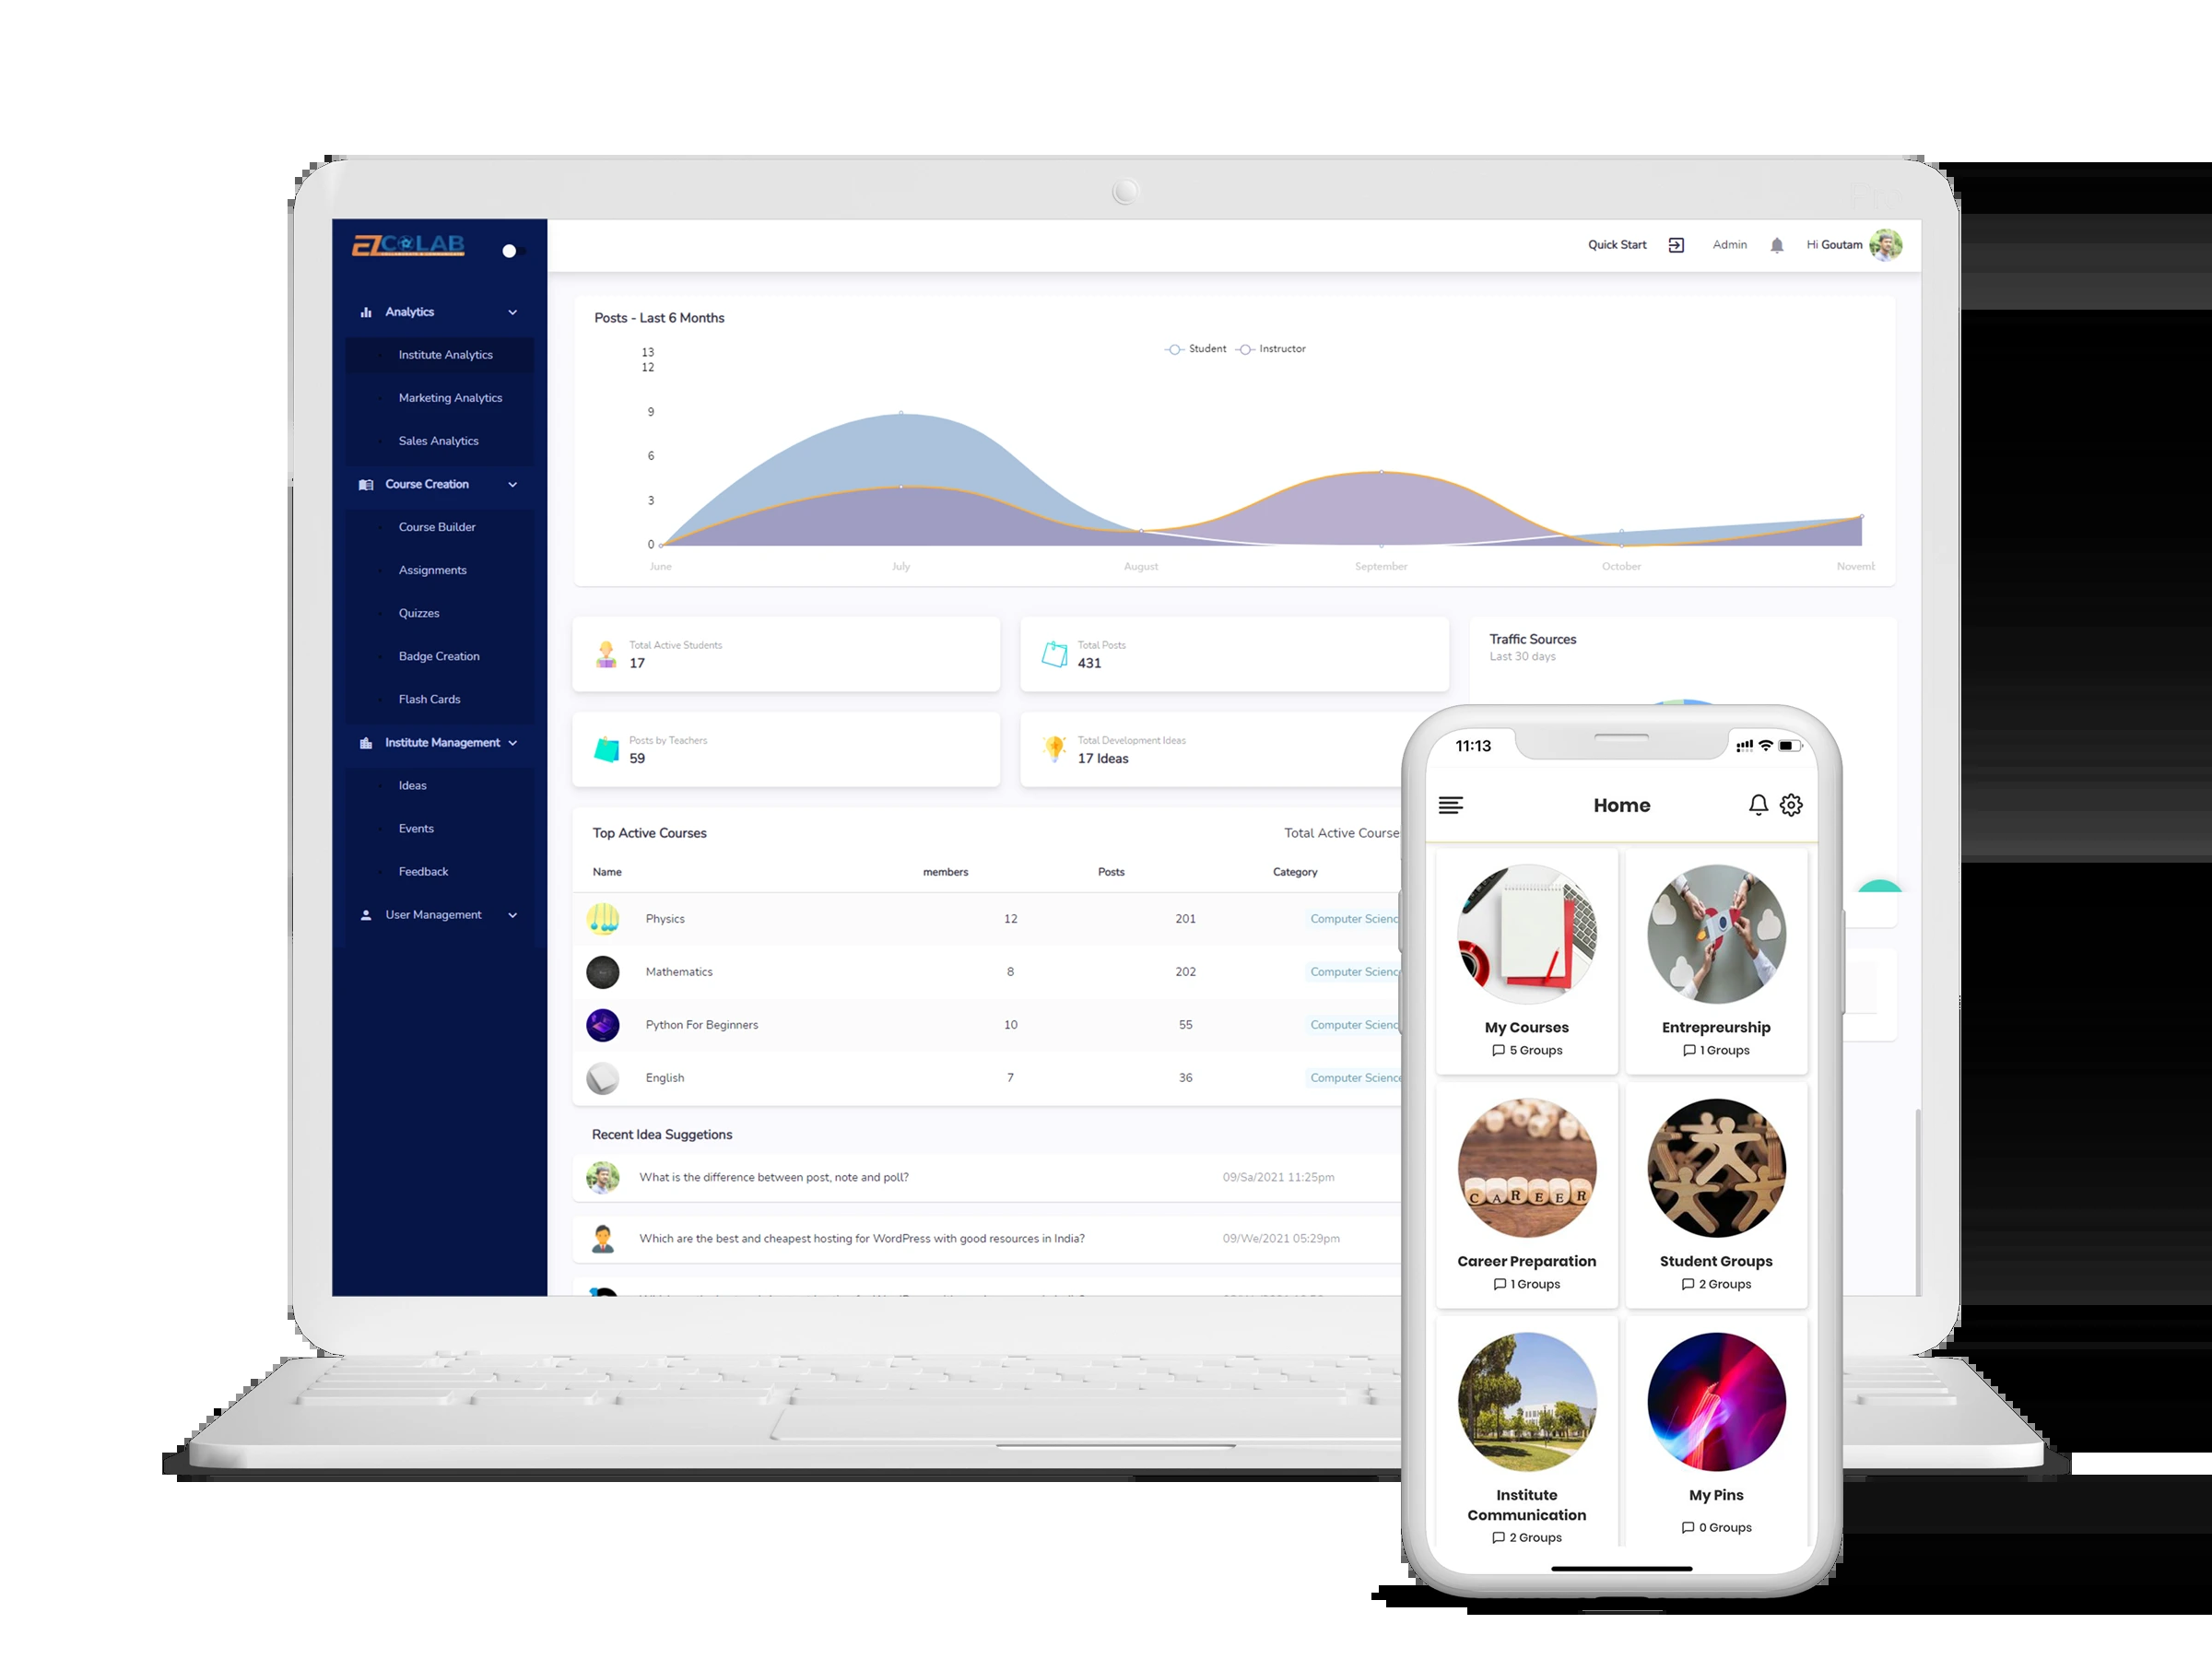 EZCOLAB
COLLABORATE & COMMUNICATE
Quick Start
Admin
Hi Goutam
Analytics
Institute Analytics
Marketing Analytics
Sales Analytics
Course Creation
Course Builder
Assignments
Quizzes
Badge Creation
Flash Cards
Institute Management
Ideas
Events
Feedback
User Management
Posts - Last 6 Months
Student Instructor
13
12
9
6
3
0
June July August September October Novemb
Total Active Students
17
Total Posts
431
Posts by Teachers
59
Total Development Ideas
17 Ideas
Traffic Sources
Last 30 days
Top Active Courses Total Active Course
Name members Posts Category
Physics 12 201 Computer Scienc
Mathematics 8 202 Computer Scienc
Python For Beginners 10 55 Computer Scienc
English 7 36 Computer Science
Recent Idea Suggetions
What is the difference between post, note and poll? 09/Sa/2021 11:25pm
Which are the best and cheapest hosting for WordPress with good resources in India? 09/We/2021 05:29pm
11:13
Home
My Courses
5 Groups
Entrepreurship
1 Groups
CAREER
Career Preparation
1 Groups
Student Groups
2 Groups
Institute
Communication
2 Groups
My Pins
0 Groups